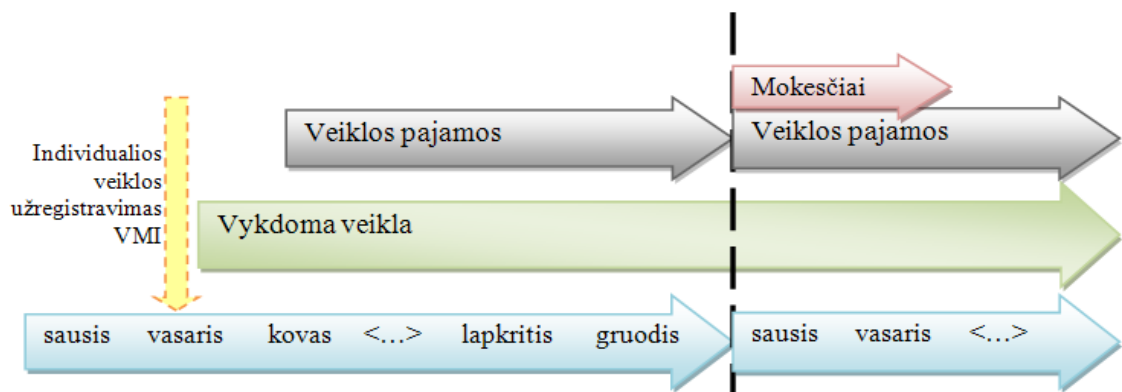 Mokesčiai
Veiklos pajamos
Veiklos pajamos
Individualios
veiklos
užregistravimas
VMI
Vykdoma veikla
sausis vasaris kovas <...> lapkritis gruodis
sausis vasaris <...>